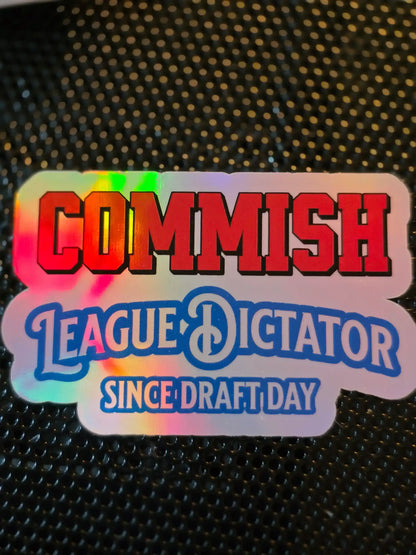 COMMISH
LEAGUE DICTATOR
SINCE DRAFT DAY